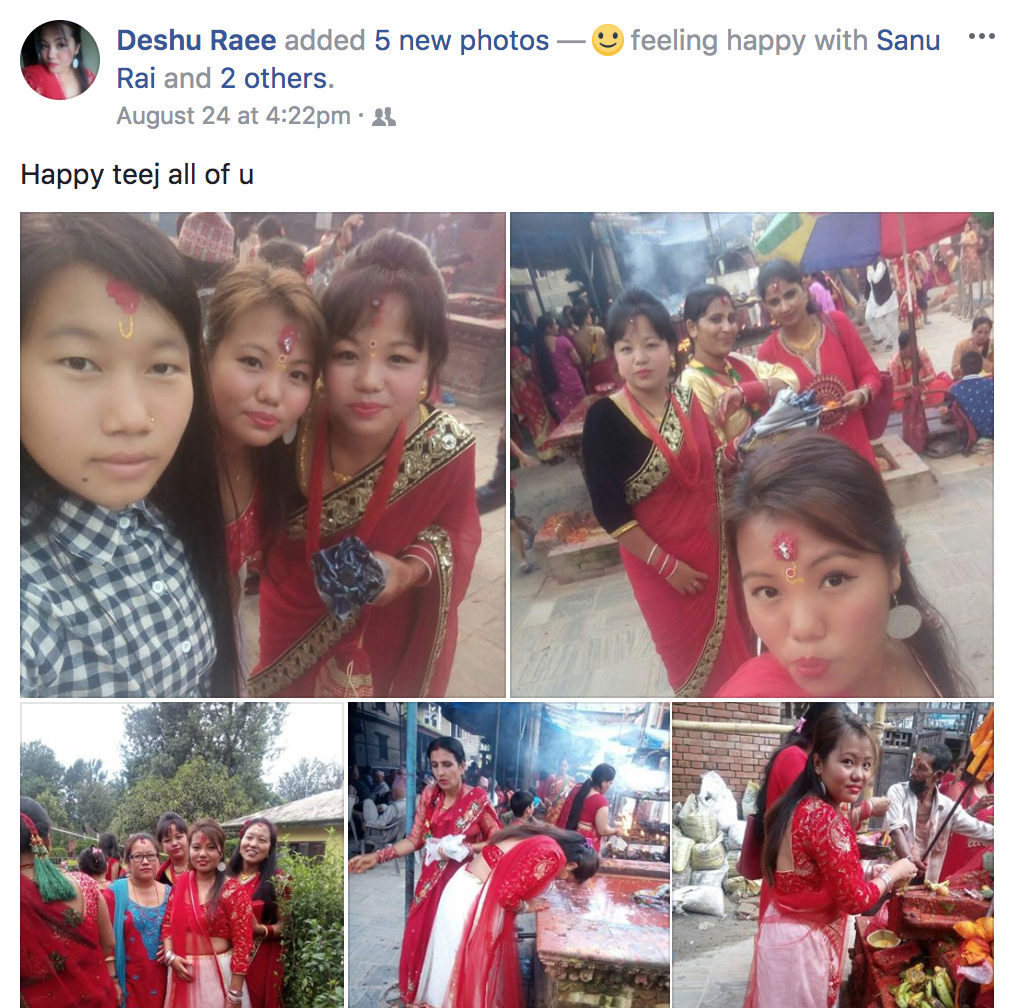 Deshu Raee added 5 new photos — 🙂 feeling happy with Sanu
Rai and 2 others.
August 24 at 4:22pm ·
Happy teej all of u